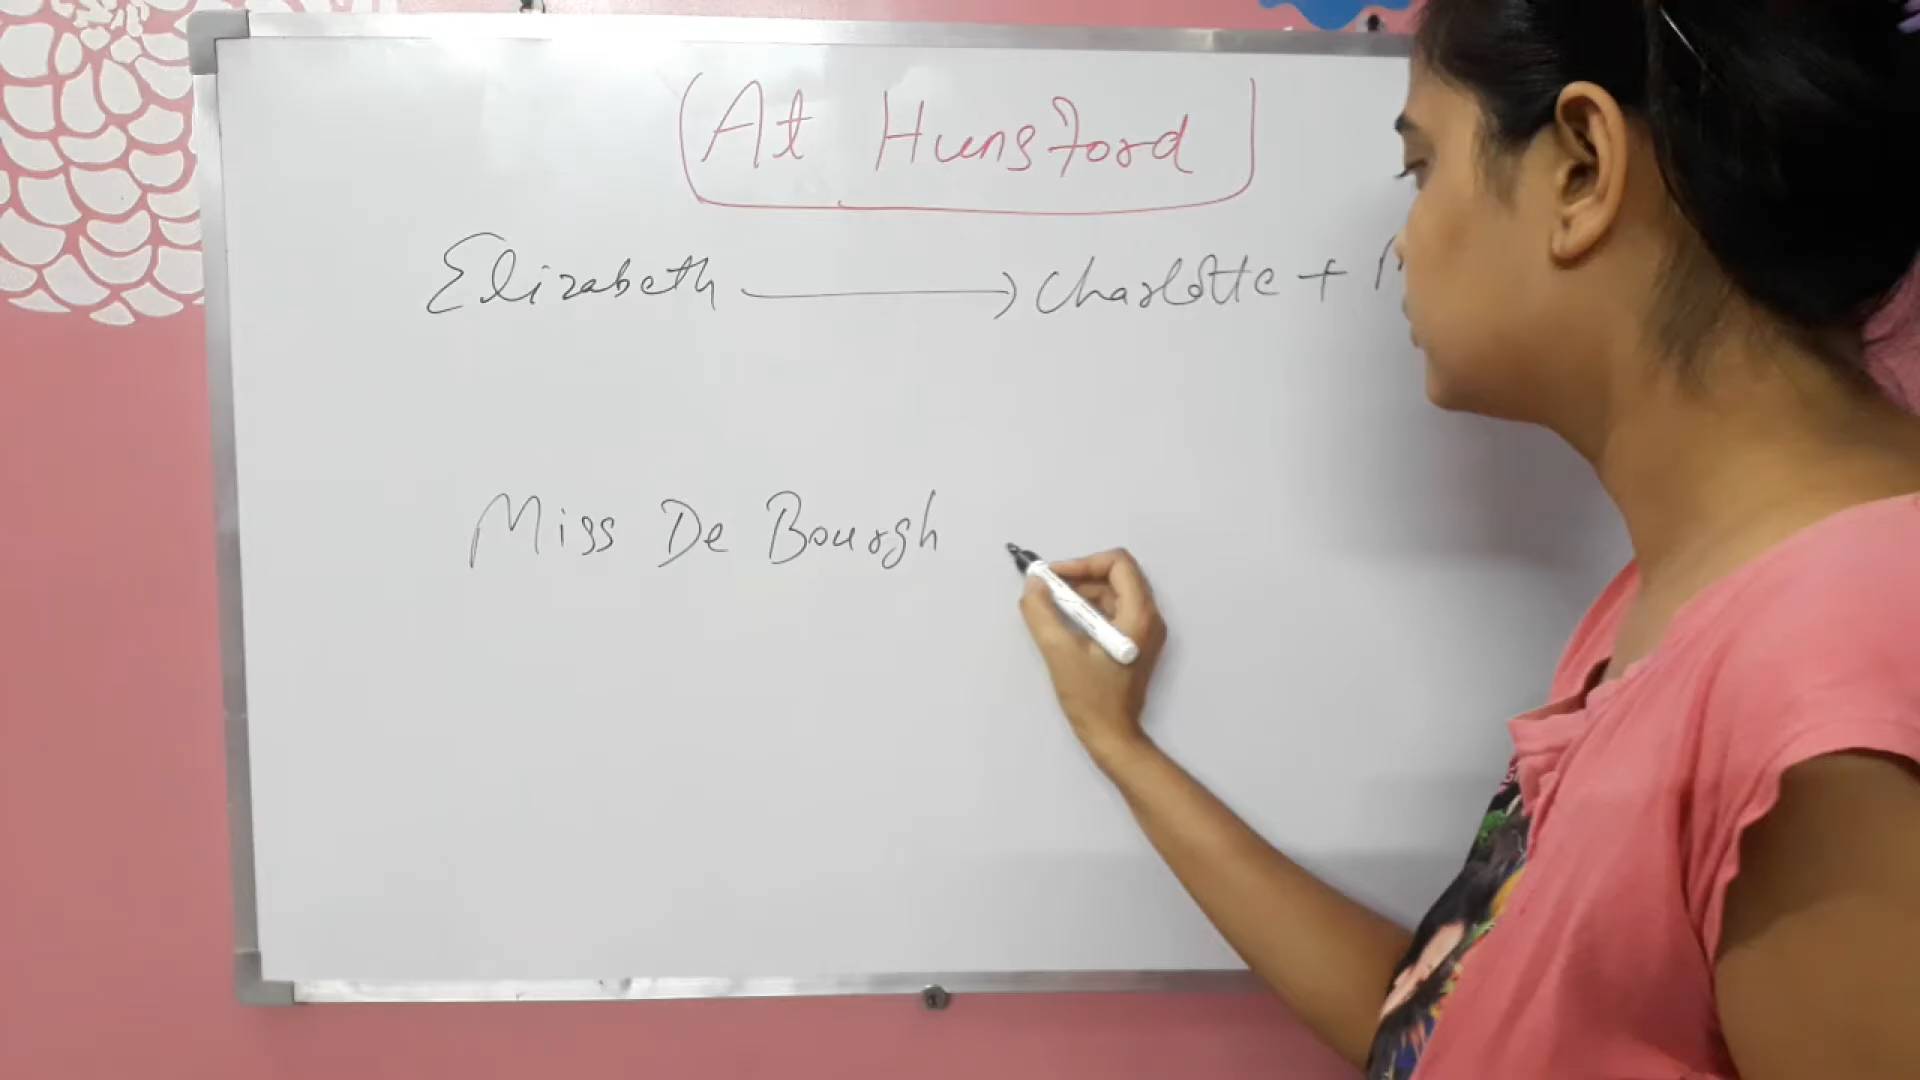 At Hunsford
Elizabeth → Charlotte +
Miss De Bourgh